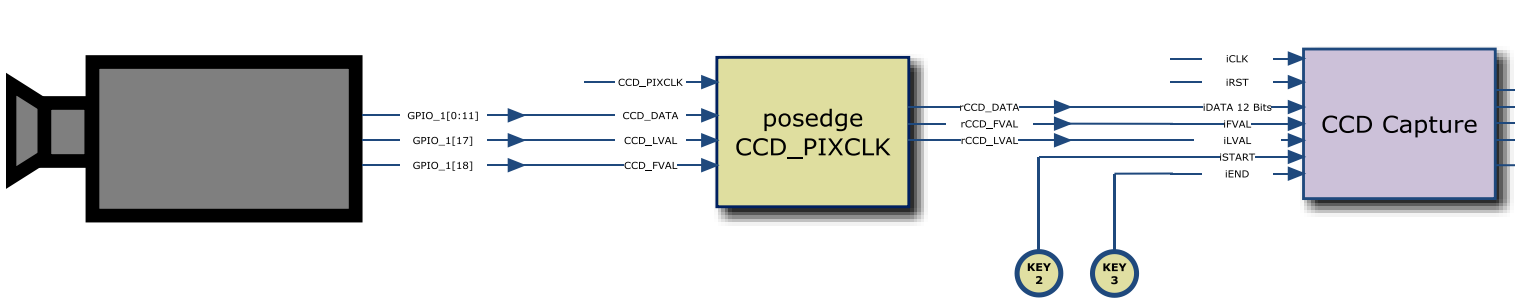 iCLK
CCD_PIXCLK
iRST
GPIO_1[0:11]
CCD_DATA
rCCD_DATA
iDATA 12 Bits
posedge
CCD_PIXCLK
rCCD_FVAL
iFVAL
CCD Capture
GPIO_1[17]
CCD_LVAL
rCCD_LVAL
iLVAL
iSTART
GPIO_1[18]
CCD_FVAL
iEND
KEY
2
KEY
3